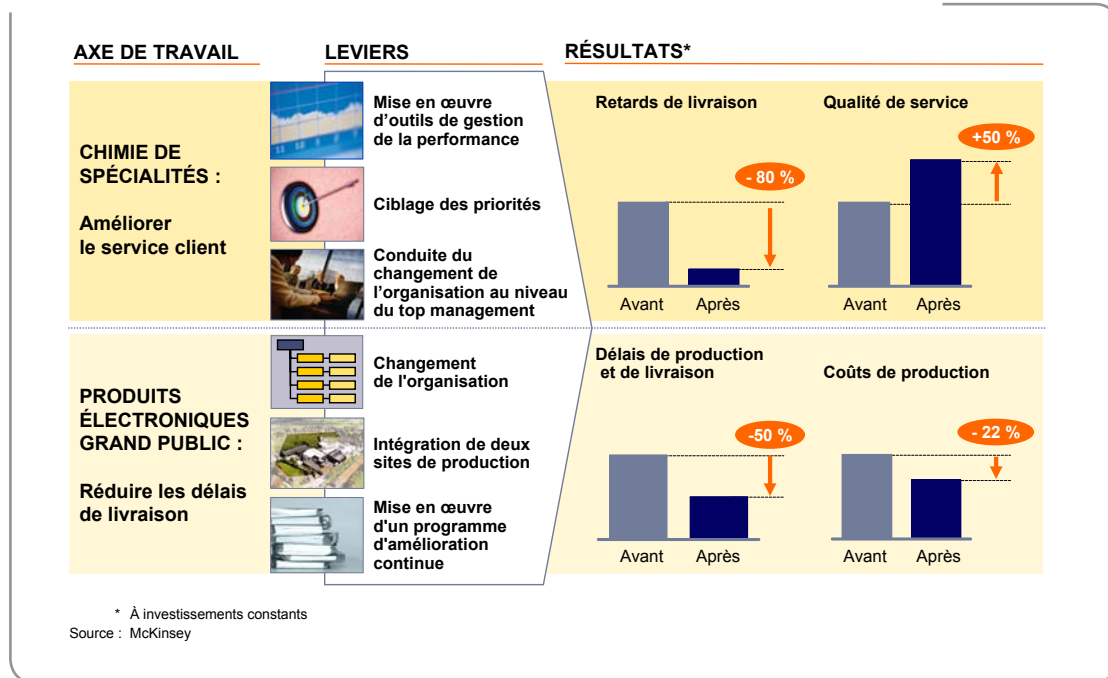 AXE DE TRAVAIL
LEVIERS
RÉSULTATS*
CHIMIE DE
SPÉCIALITÉS :
Améliorer
le service client
Mise en œuvre
d’outils de gestion
de la performance
Ciblage des priorités
Conduite du
changement de
l’organisation au niveau
du top management
Retards de livraison
- 80 %
Avant
Après
Qualité de service
+50 %
Avant
Après
PRODUITS
ÉLECTRONIQUES
GRAND PUBLIC :
Réduire les délais
de livraison
Changement
de l'organisation
Intégration de deux
sites de production
Mise en œuvre
d'un programme
d'amélioration
continue
Délais de production
et de livraison
-50 %
Avant
Après
Coûts de production
- 22 %
Avant
Après
* À investissements constants
Source : McKinsey